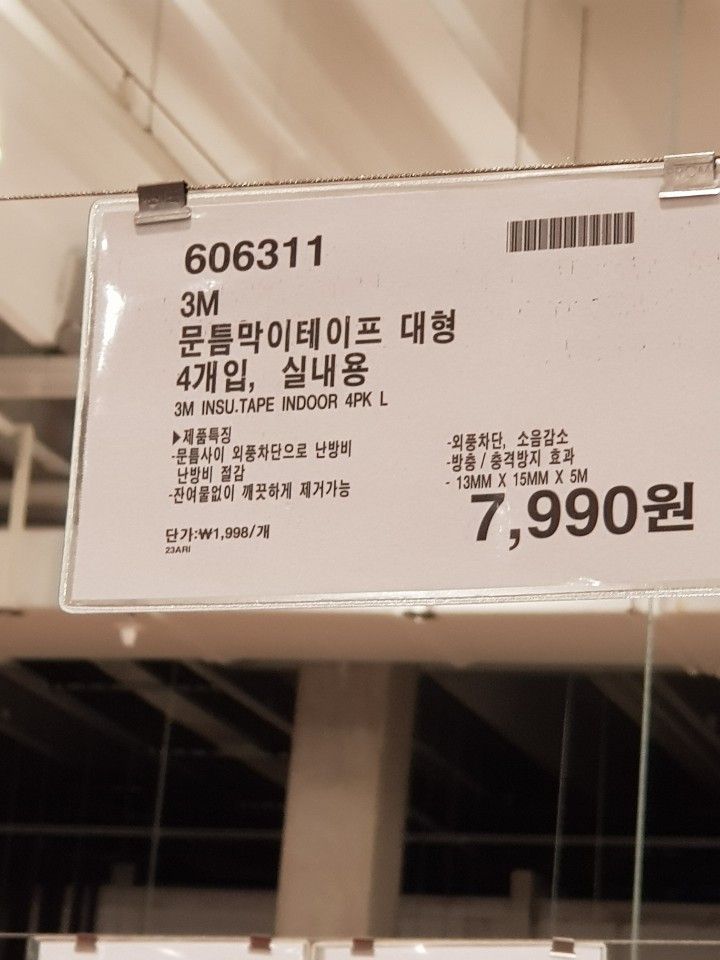 606311
3M
문틈막이테이프 대형
4개입, 실내용
3M INSU.TAPE INDOOR 4PK L
▶제품특징
-문틈사이 외풍차단으로 난방비
난방비 절감
-잔여물없이 깨끗하게 제거가능
-외풍차단, 소음감소
-방충/충격방지 효과
- 13MM X 15MM X 5M
7,990원
단가:₩1,998/개
23ARI